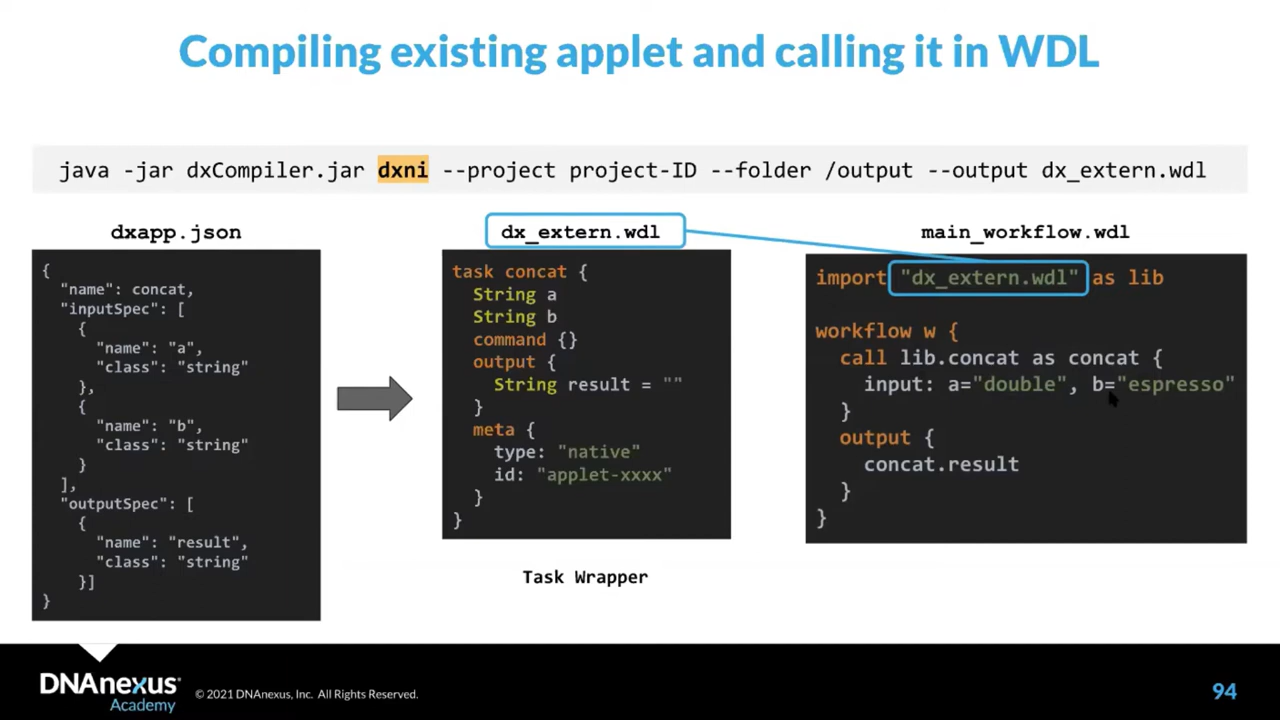 Compiling existing applet and calling it in WDL
java -jar dxCompiler.jar dxni --project project-ID --folder /output --output dx_extern.wdl
dxapp.json
{
"name": concat,
"inputSpec": [
{
"name": "a",
"class": "string"
},
{
"name": "b",
"class": "string"
}
],
"outputSpec": [
{
"name": "result",
"class": "string"
}]
}
dx_extern.wdl
task concat {
String a
String b
command {}
output {
String result = ""
}
meta {
type: "native"
id: "applet-xxxx"
}
}
Task Wrapper
main_workflow.wdl
import "dx_extern.wdl" as lib
workflow w {
call lib.concat as concat {
input: a="double", b="espresso"
}
output {
concat.result
}
}
DNAnexus
Academy
© 2021 DNAnexus, Inc. All Rights Reserved.
94